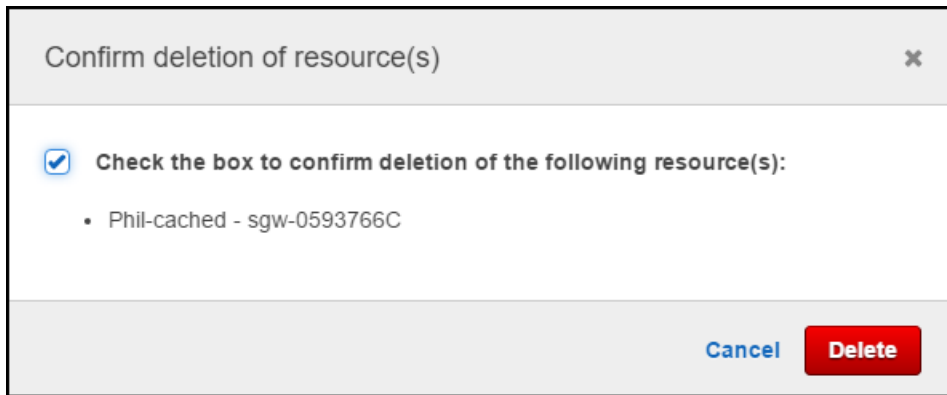 Confirm deletion of resource(s)
Check the box to confirm deletion of the following resource(s):
Phil-cached - sgw-0593766C
Cancel
Delete